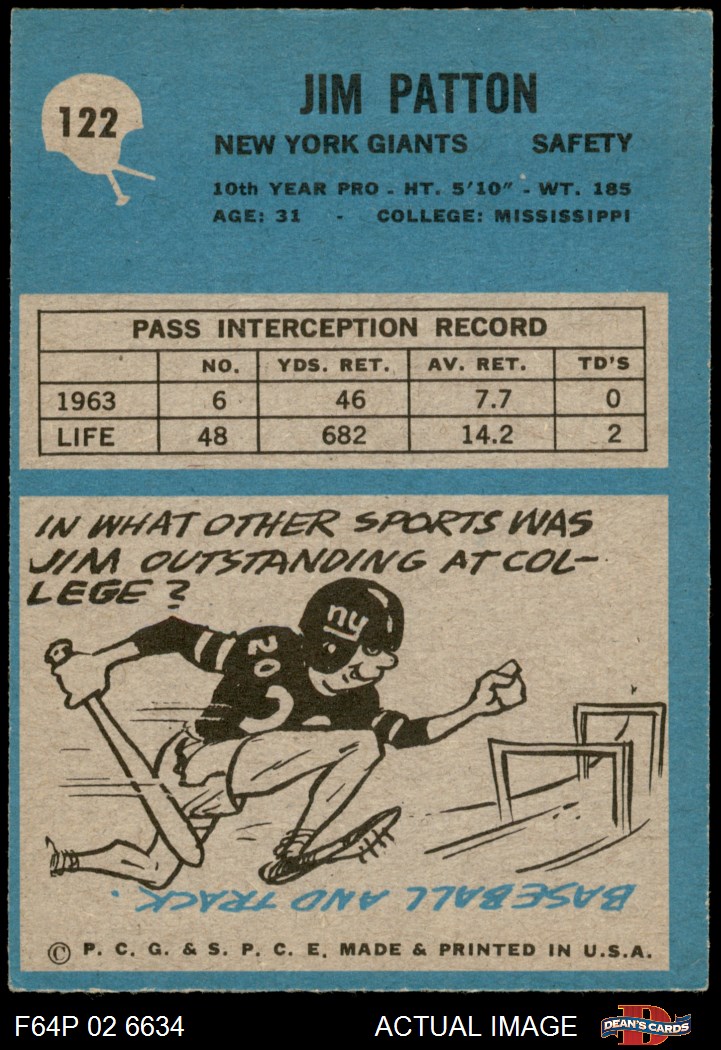 122
JIM PATTON
NEW YORK GIANTS SAFETY
10th YEAR PRO - HT. 5'10" - WT. 185
AGE: 31 - COLLEGE: MISSISSIPPI
PASS INTERCEPTION RECORD
NO. YDS. RET. AV. RET. TD'S
1963 6 46 7.7 0
LIFE 48 682 14.2 2
IN WHAT OTHER SPORTS WAS
JIM OUTSTANDING AT COL-
LEGE?
ny
20
BASEBALL AND TRACK.
© P. C. G. & S. P. C. E. MADE & PRINTED IN U.S.A.
F64P 02 6634 ACTUAL IMAGE
D
DEAN'S CARDS